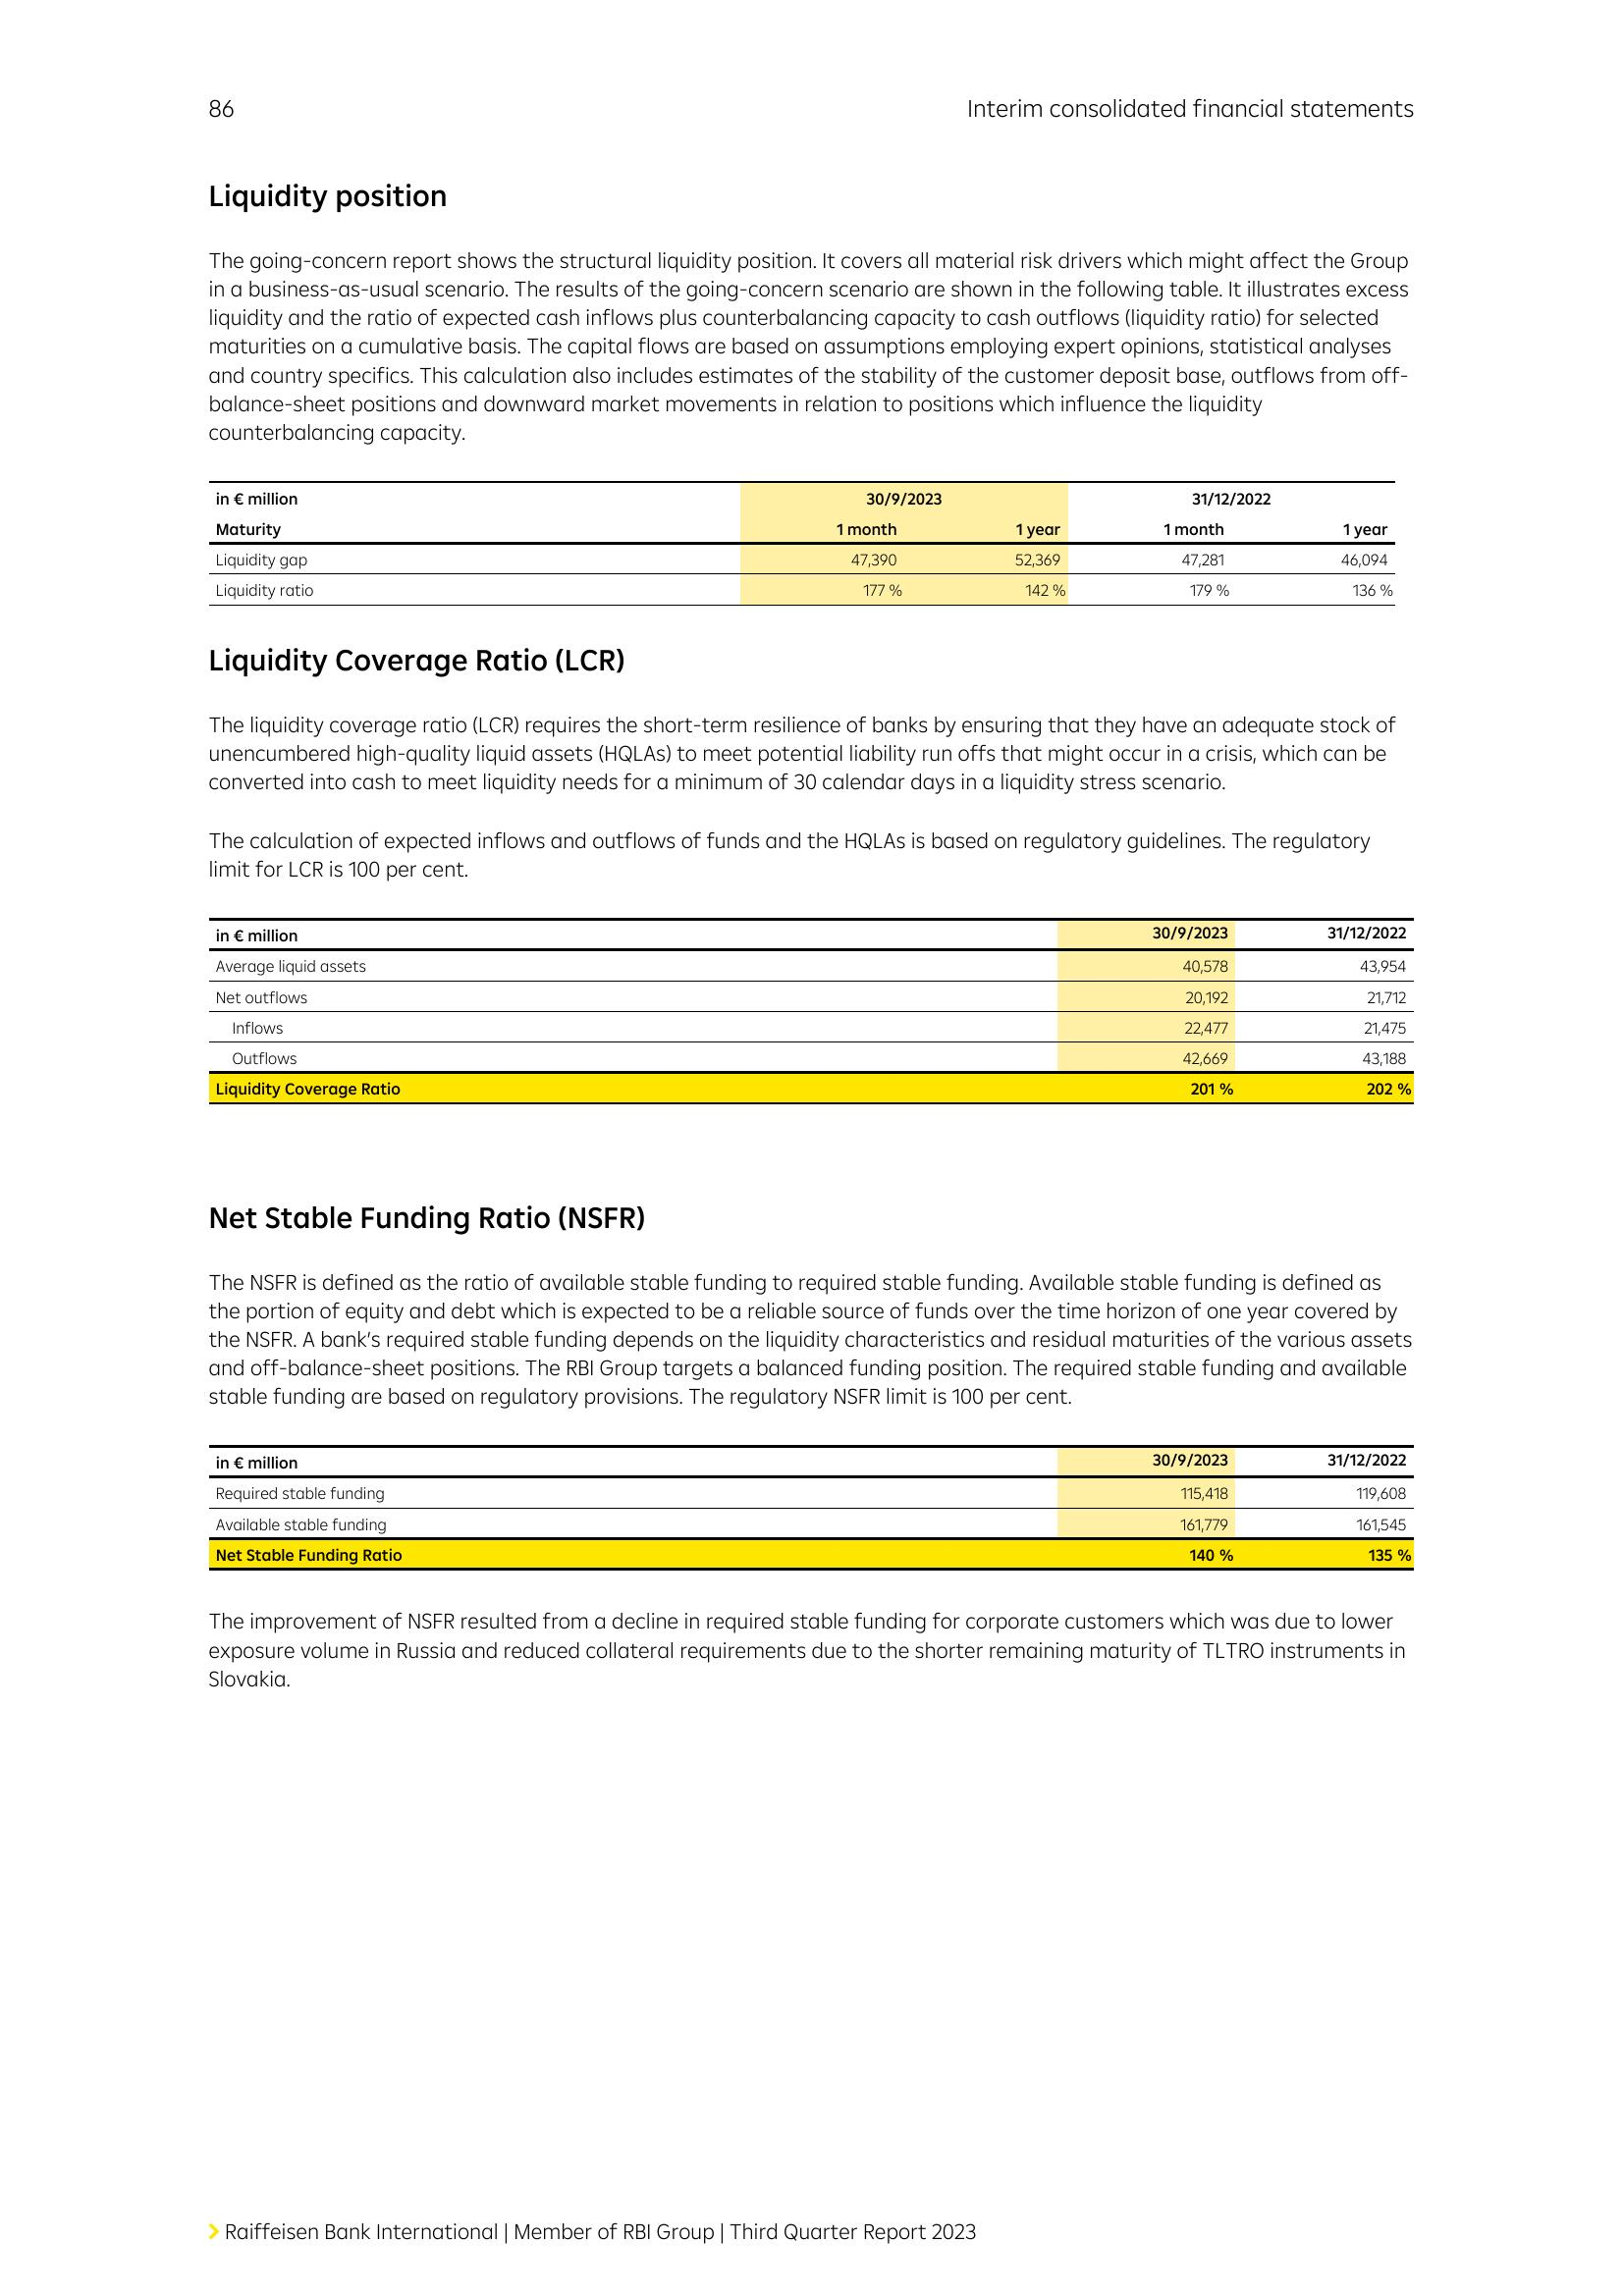 86
Interim consolidated financial statements
Liquidity position
The going-concern report shows the structural liquidity position. It covers all material risk drivers which might affect the Group
in a business-as-usual scenario. The results of the going-concern scenario are shown in the following table. It illustrates excess
liquidity and the ratio of expected cash inflows plus counterbalancing capacity to cash outflows (liquidity ratio) for selected
maturities on a cumulative basis. The capital flows are based on assumptions employing expert opinions, statistical analyses
and country specifics. This calculation also includes estimates of the stability of the customer deposit base, outflows from off-
balance-sheet positions and downward market movements in relation to positions which influence the liquidity
counterbalancing capacity.
in € million 30/9/2023 31/12/2022
Maturity 1 month 1 year 1 month 1 year
Liquidity gap 47,390 52,369 47,281 46,094
Liquidity ratio 177 % 142 % 179 % 136 %
Liquidity Coverage Ratio (LCR)
The liquidity coverage ratio (LCR) requires the short-term resilience of banks by ensuring that they have an adequate stock of
unencumbered high-quality liquid assets (HQLAs) to meet potential liability run offs that might occur in a crisis, which can be
converted into cash to meet liquidity needs for a minimum of 30 calendar days in a liquidity stress scenario.
The calculation of expected inflows and outflows of funds and the HQLAs is based on regulatory guidelines. The regulatory
limit for LCR is 100 per cent.
in € million 30/9/2023 31/12/2022
Average liquid assets 40,578 43,954
Net outflows 20,192 21,712
Inflows 22,477 21,475
Outflows 42,669 43,188
Liquidity Coverage Ratio 201 % 202 %
Net Stable Funding Ratio (NSFR)
The NSFR is defined as the ratio of available stable funding to required stable funding. Available stable funding is defined as
the portion of equity and debt which is expected to be a reliable source of funds over the time horizon of one year covered by
the NSFR. A bank's required stable funding depends on the liquidity characteristics and residual maturities of the various assets
and off-balance-sheet positions. The RBI Group targets a balanced funding position. The required stable funding and available
stable funding are based on regulatory provisions. The regulatory NSFR limit is 100 per cent.
in € million 30/9/2023 31/12/2022
Required stable funding 115,418 119,608
Available stable funding 161,779 161,545
Net Stable Funding Ratio 140 % 135 %
The improvement of NSFR resulted from a decline in required stable funding for corporate customers which was due to lower
exposure volume in Russia and reduced collateral requirements due to the shorter remaining maturity of TLTRO instruments in
Slovakia.
Raiffeisen Bank International | Member of RBI Group | Third Quarter Report 2023